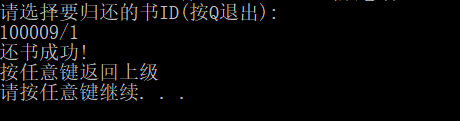 请选择要归还的书ID(按Q退出):
100009/1
还书成功!
按任意键返回上级
请按任意键继续. . .